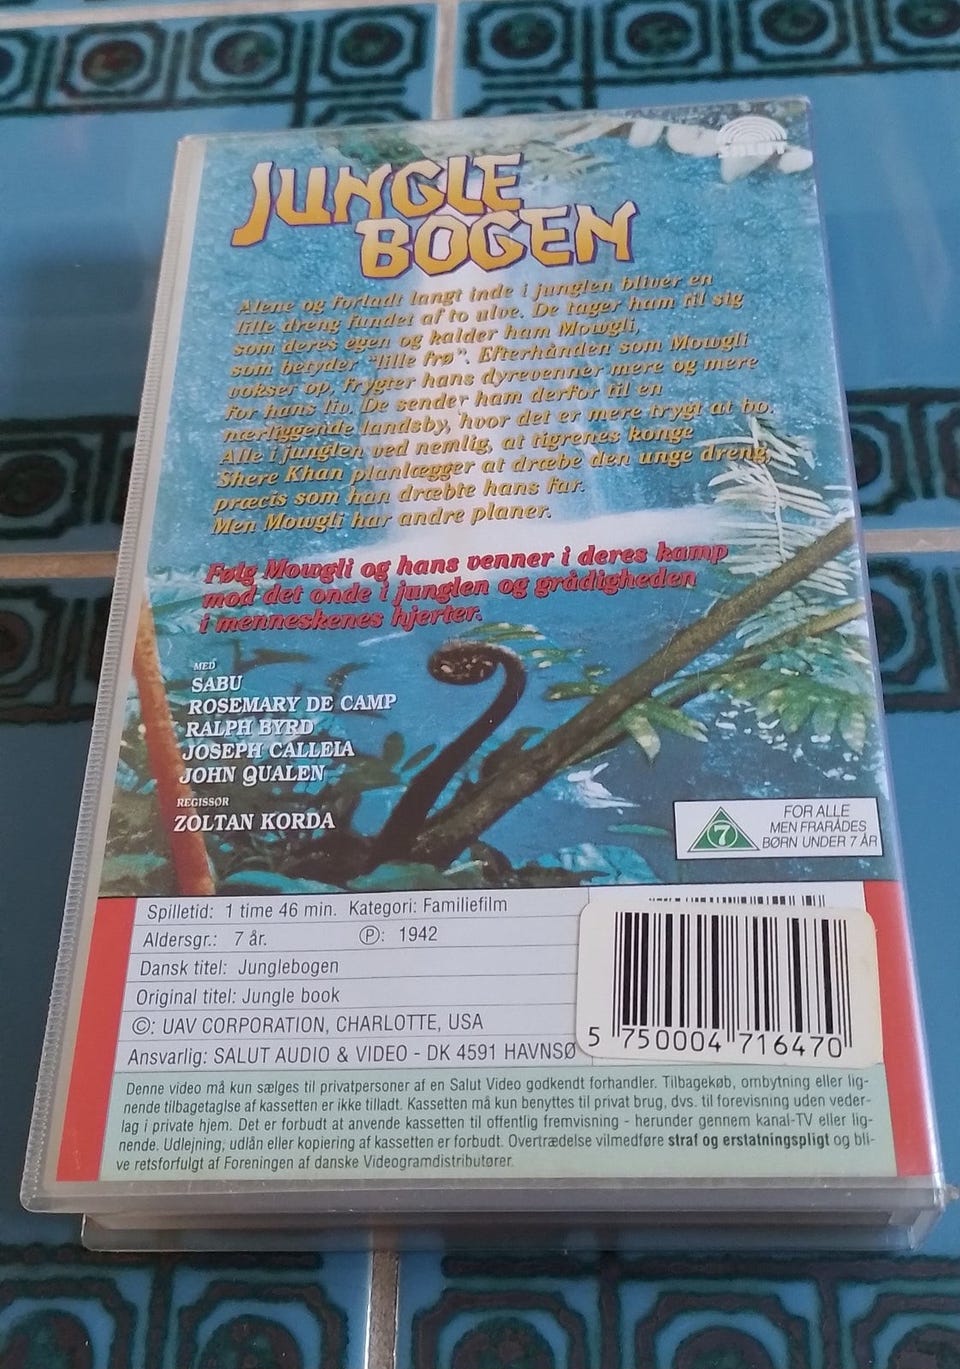 SALUT
JUNGLE
BOGEN
Alene og forladt langt inde i junglen bliver en
lille dreng fundet af to ulve. De tager ham til sig
som deres egen og kalder ham Mowgli,
som betyder "lille frø". Efterhånden som Mowgli
vokser op, frygter hans dyrevenner mere og mere
for hans liv. De sender ham derfor til en
nærliggende landsby, hvor det er mere trygt at bo.
Alle i junglen ved nemlig, at tigrenes konge
Shere Khan planlægger at dræbe den unge dreng,
præcis som han dræbte hans far.
Men Mowgli har andre planer.
Følg Mowgli og hans venner i deres kamp
mod det onde i junglen og grådigheden
i menneskenes hjerter.
MED
SABU
ROSEMARY DE CAMP
RALPH BYRD
JOSEPH CALLEIA
JOHN QUALEN
REGISSØR
ZOLTAN KORDA
7
FOR ALLE
MEN FRARÅDES
BØRN UNDER 7 ÅR
Spilletid: 1 time 46 min. Kategori: Familiefilm
Aldersgr.: 7 år. Ⓟ: 1942
Dansk titel: Junglebogen
Original titel: Jungle book
©: UAV CORPORATION, CHARLOTTE, USA
Ansvarlig: SALUT AUDIO & VIDEO - DK 4591 HAVNSØ
5 750004 716470
Denne video må kun sælges til privatpersoner af en Salut Video godkendt forhandler. Tilbagekøb, ombytning eller lig-
nende tilbagetaglse af kassetten er ikke tilladt. Kassetten må kun benyttes til privat brug, dvs. til forevisning uden veder-
lag i private hjem. Det er forbudt at anvende kassetten til offentlig fremvisning - herunder gennem kanal-TV eller lig-
nende. Udlejning, udlån eller kopiering af kassetten er forbudt. Overtrædelse vilmedføre straf og erstatningspligt og bli-
ve retsforfulgt af Foreningen af danske Videogramdistributører.